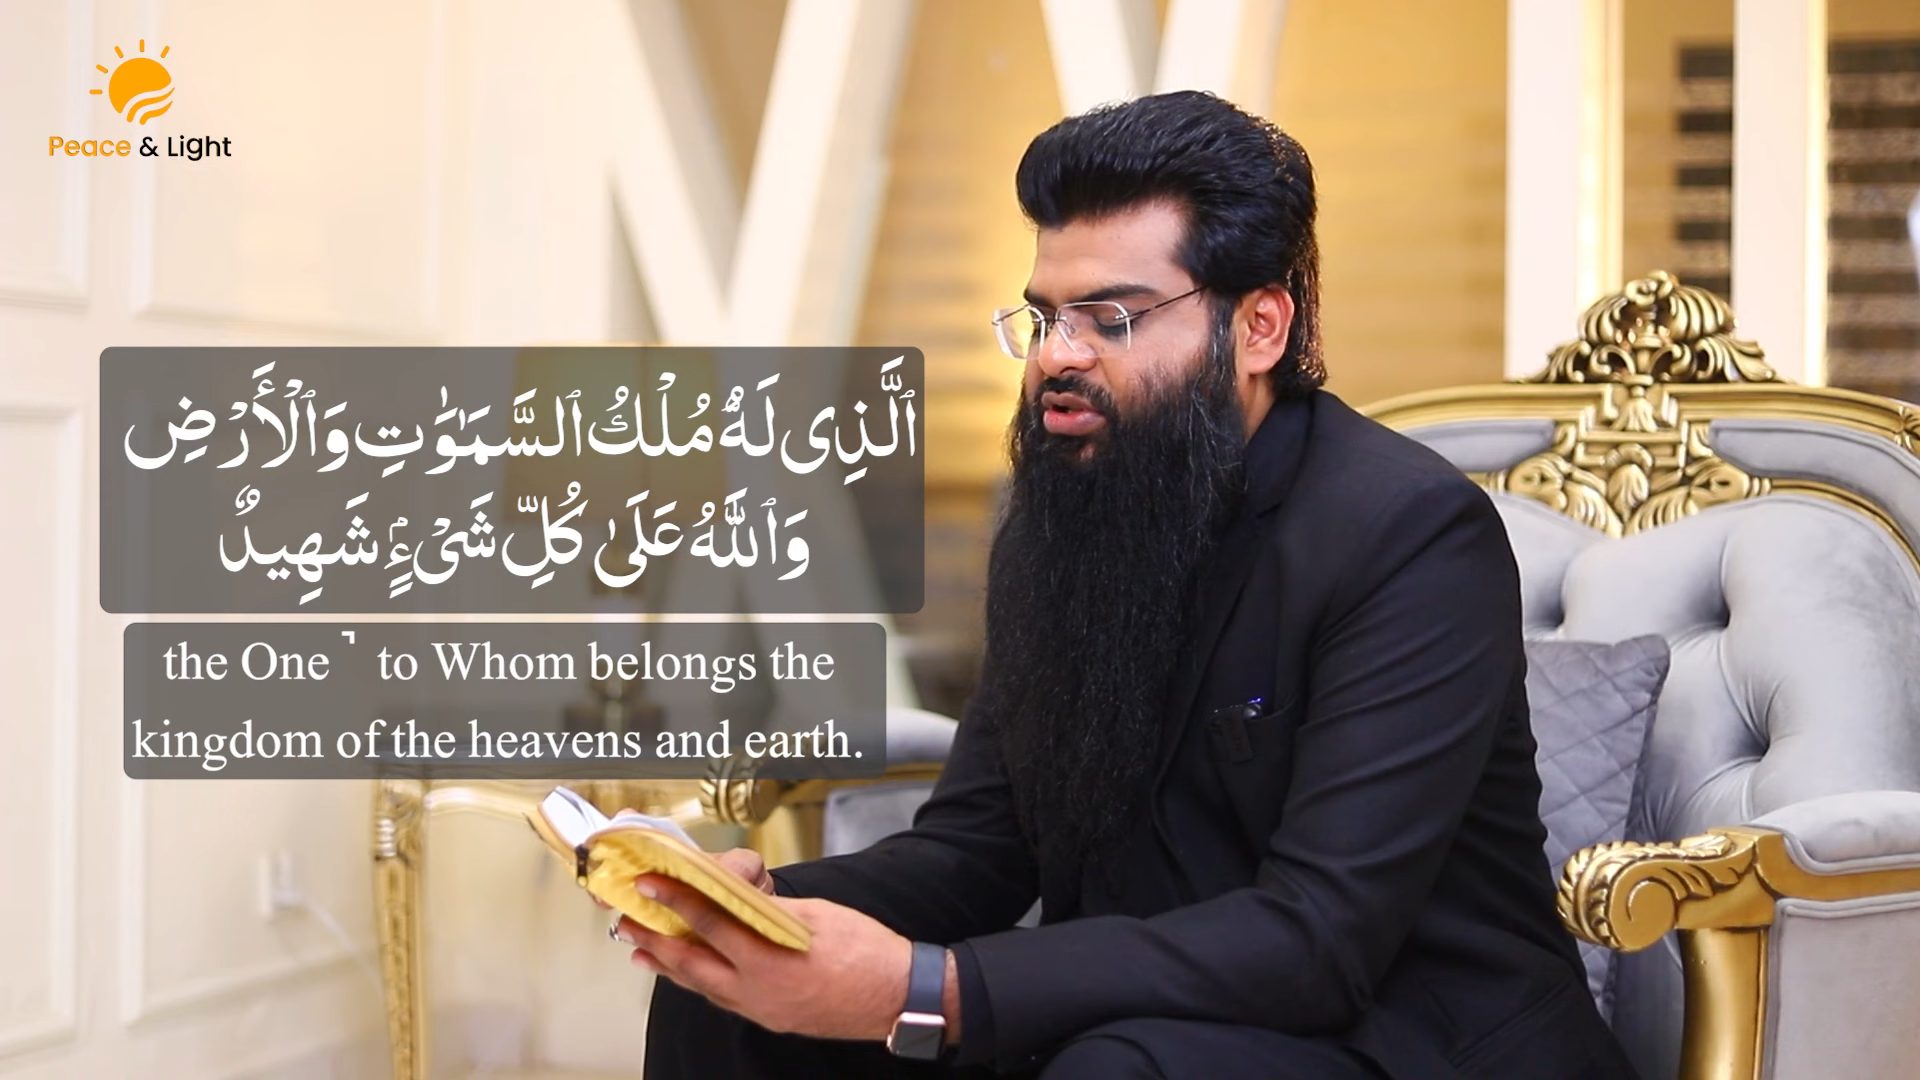 Peace & Light
ٱلَّذِى لَهُۥ مُلْكُ ٱلسَّمَـٰوَٰتِ وَٱلْأَرْضِ
وَٱللَّهُ عَلَىٰ كُلِّ شَىْءٍۢ شَهِيدٌ
the One ⌝ to Whom belongs the
kingdom of the heavens and earth.